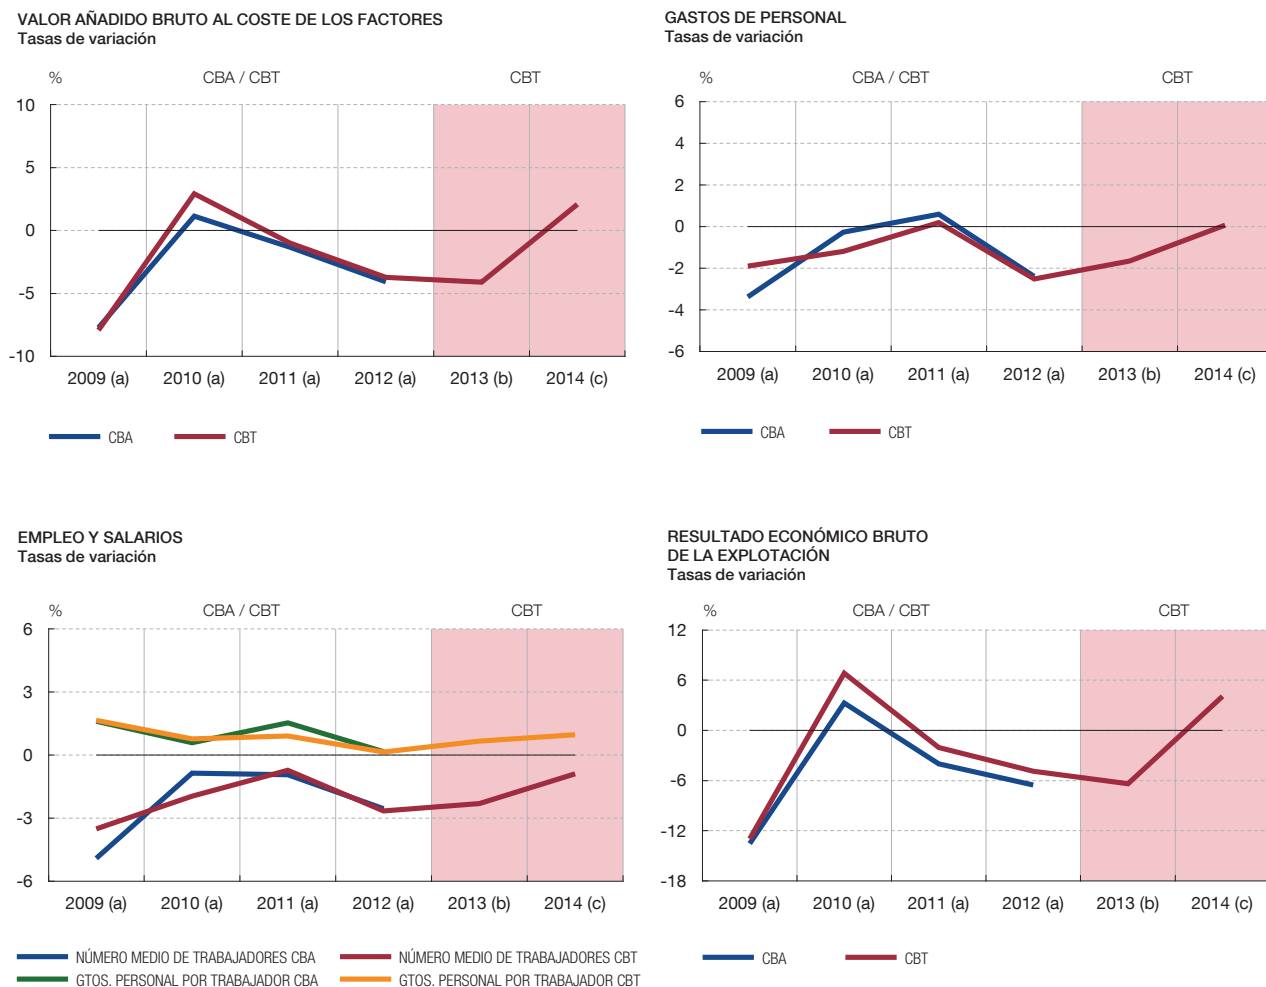 VALOR AÑADIDO BRUTO AL COSTE DE LOS FACTORES
Tasas de variación
% CBA / CBT CBT
10
5
0
-5
-10
2009 (a) 2010 (a) 2011 (a) 2012 (a) 2013 (b) 2014 (c)
CBA CBT
GASTOS DE PERSONAL
Tasas de variación
% CBA / CBT CBT
6
4
2
0
-2
-4
-6
2009 (a) 2010 (a) 2011 (a) 2012 (a) 2013 (b) 2014 (c)
CBA CBT
EMPLEO Y SALARIOS
Tasas de variación
% CBA / CBT CBT
6
3
0
-3
-6
2009 (a) 2010 (a) 2011 (a) 2012 (a) 2013 (b) 2014 (c)
NÚMERO MEDIO DE TRABAJADORES CBA NÚMERO MEDIO DE TRABAJADORES CBT
GTOS. PERSONAL POR TRABAJADOR CBA GTOS. PERSONAL POR TRABAJADOR CBT
RESULTADO ECONÓMICO BRUTO
DE LA EXPLOTACIÓN
Tasas de variación
% CBA / CBT CBT
12
6
0
-6
-12
-18
2009 (a) 2010 (a) 2011 (a) 2012 (a) 2013 (b) 2014 (c)
CBA CBT